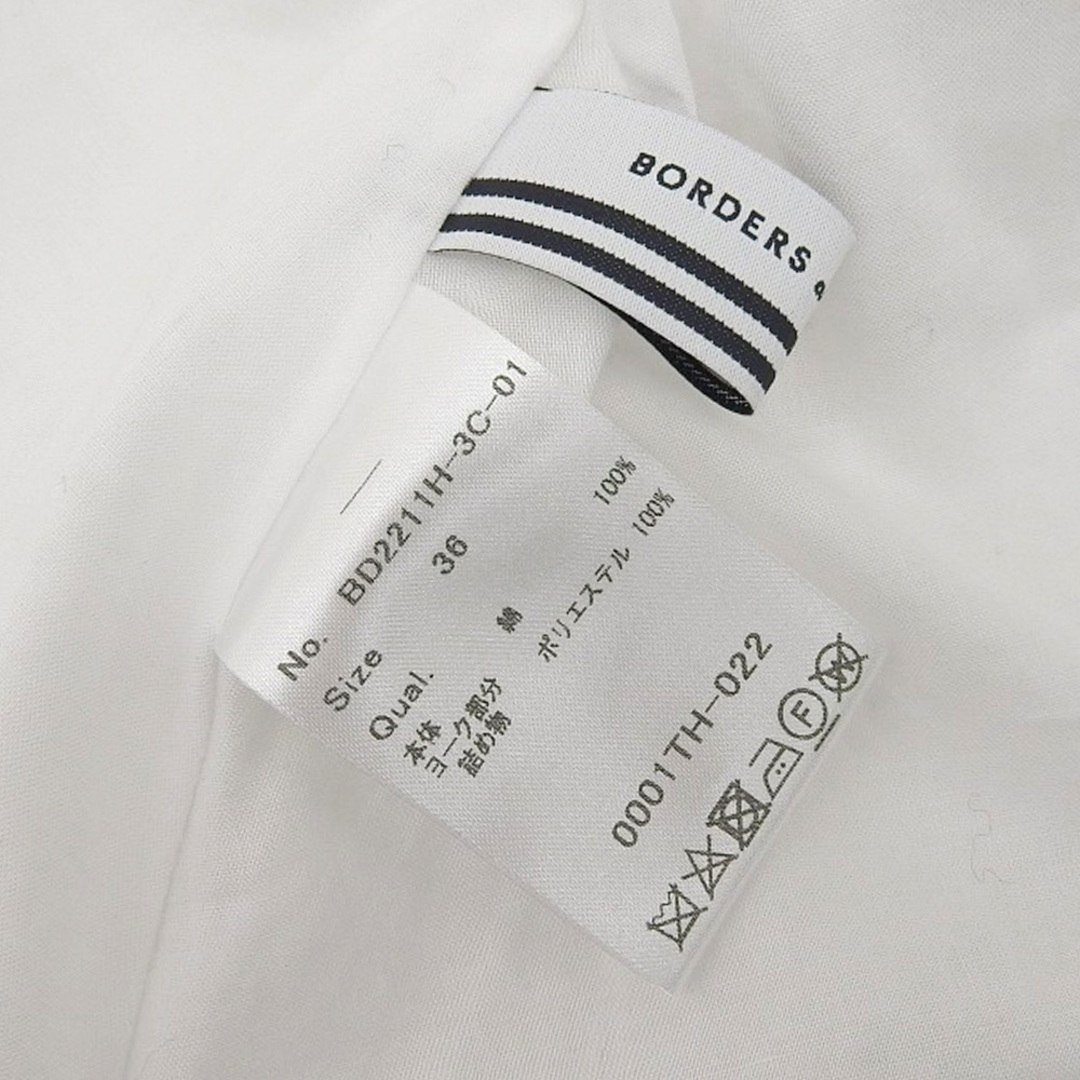 BORDERS
No. BD2211H-3C-01
Size 36
Qual.
本体 綿 100%
ヨーク部分
詰め物 ポリエステル 100%
0001TH-022
F
W